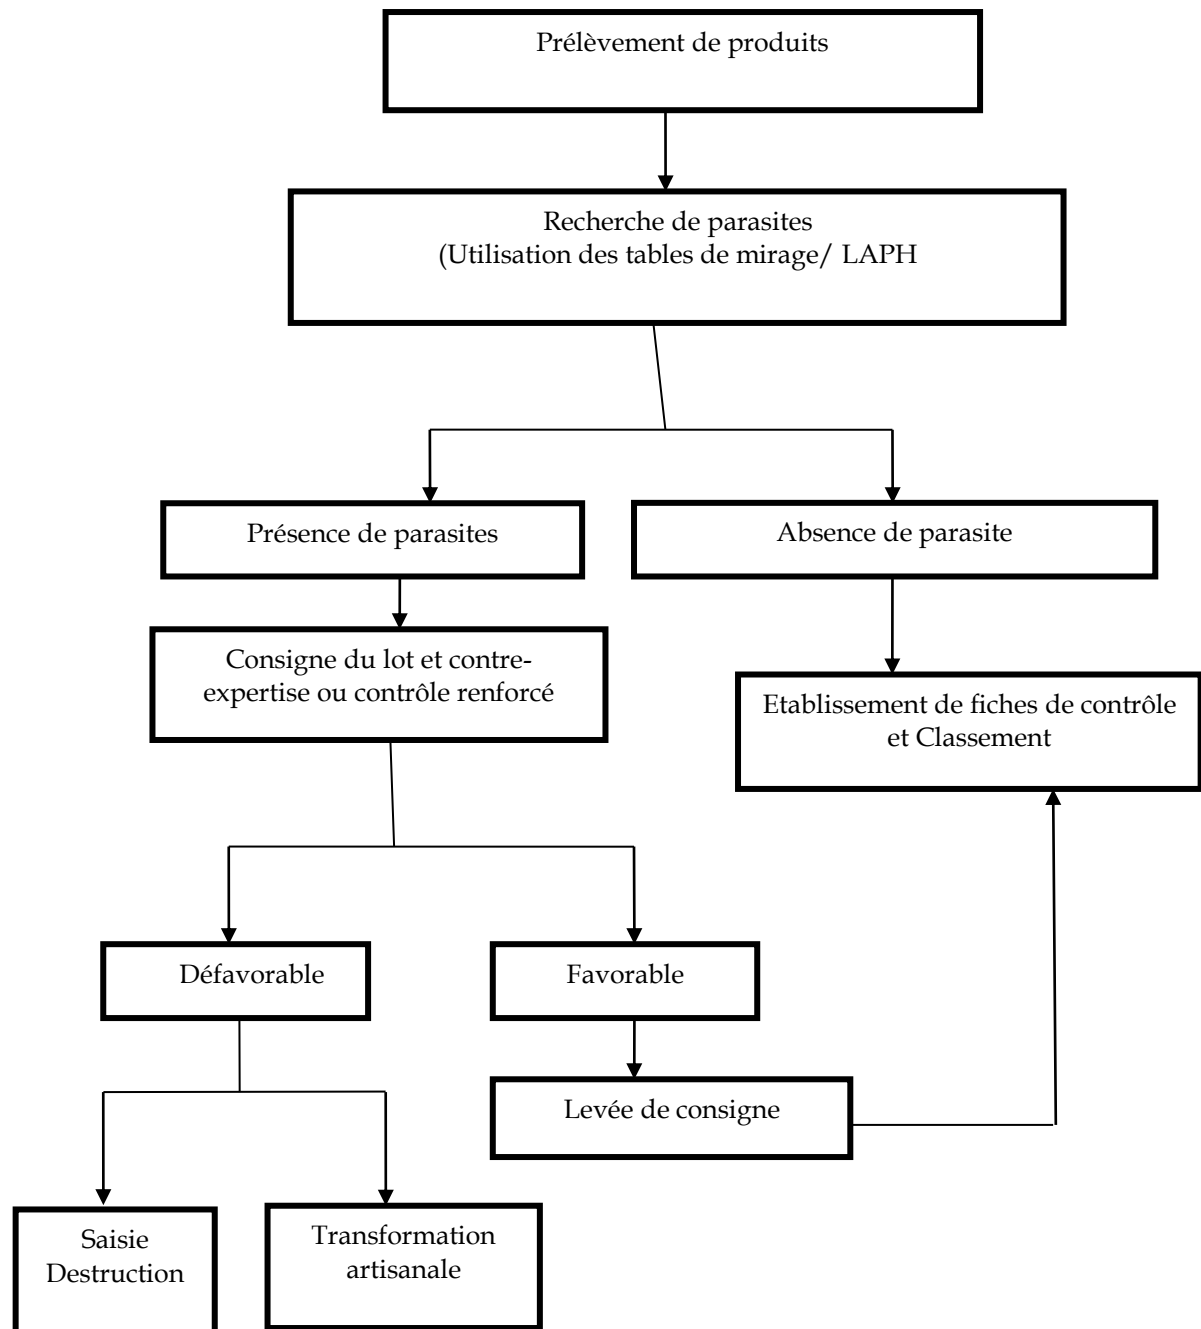 Prélèvement de produits
Recherche de parasites
(Utilisation des tables de mirage/ LAPH
Présence de parasites
Absence de parasite
Consigne du lot et contre-
expertise ou contrôle renforcé
Etablissement de fiches de contrôle
et Classement
Défavorable
Favorable
Levée de consigne
Saisie
Destruction
Transformation
artisanale